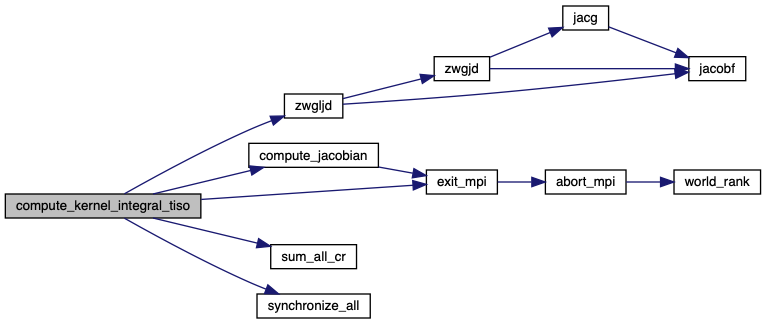 jacg
zwgjd
jacobf
zwgljd
compute_jacobian
exit_mpi
abort_mpi
world_rank
compute_kernel_integral_tiso
sum_all_cr
synchronize_all